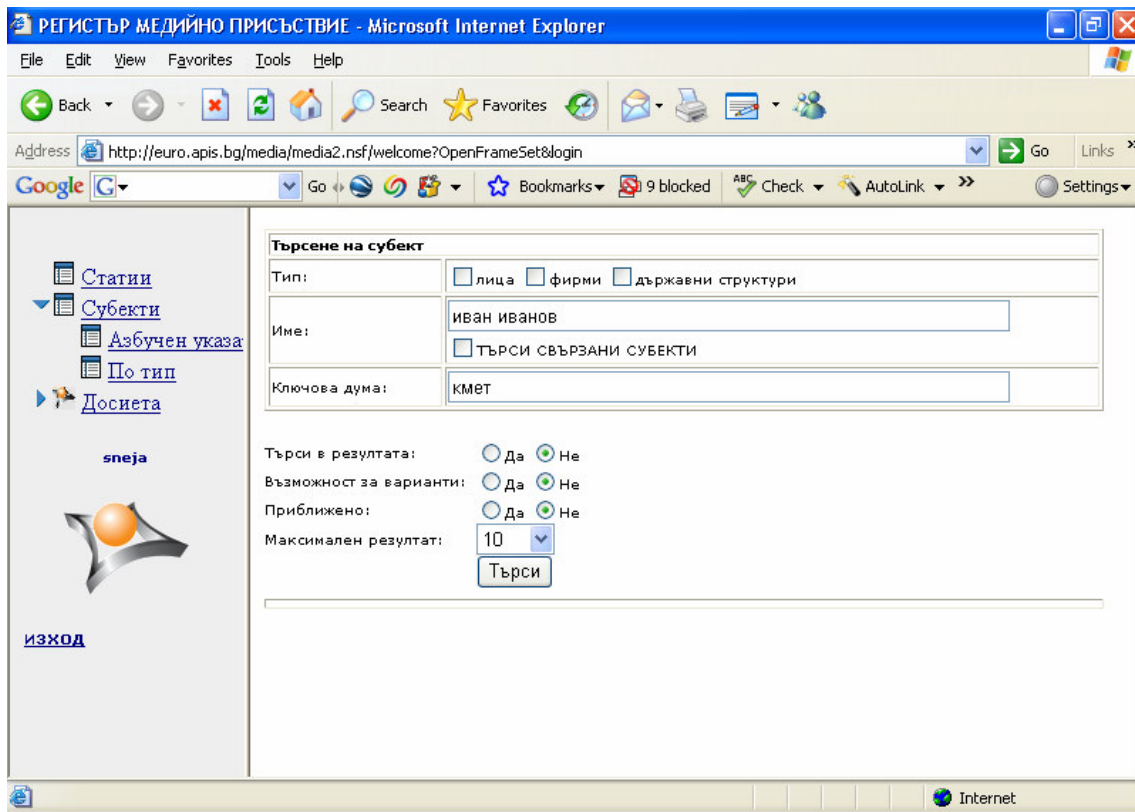 РЕГИСТЪР МЕДИЙНО ПРИСЪСТВИЕ - Microsoft Internet Explorer
File Edit View Favorites Tools Help
Back Search Favorites
Address http://euro.apis.bg/media/media2.nsf/welcome?OpenFrameSet&login Go Links »
Google G Go Bookmarks 9 blocked ABC Check AutoLink » Settings
Статии
Субекти
Азбучен указа
По тип
Досиета
sneja
изход
Търсене на субект
Тип: лица фирми държавни структури
Име: иван иванов
ТЪРСИ СВЪРЗАНИ СУБЕКТИ
Ключова дума: кмет
Търси в резултата: Да Не
Възможност за варианти: Да Не
Приближено: Да Не
Максимален резултат: 10
Търси
Internet